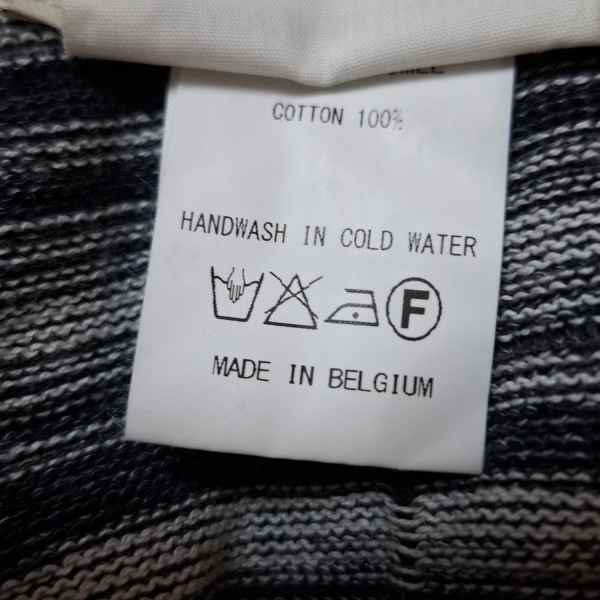 COTTON 100%
HANDWASH IN COLD WATER
F
MADE IN BELGIUM